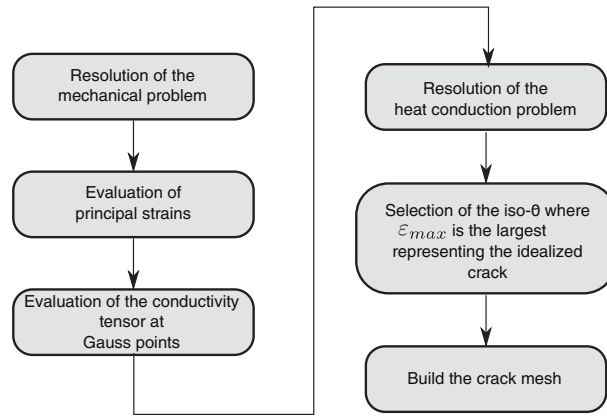 Resolution of the
mechanical problem
Evaluation of
principal strains
Evaluation of the conductivity
tensor at
Gauss points
Resolution of the
heat conduction problem
Selection of the iso-θ where
εmax is the largest
representing the idealized
crack
Build the crack mesh